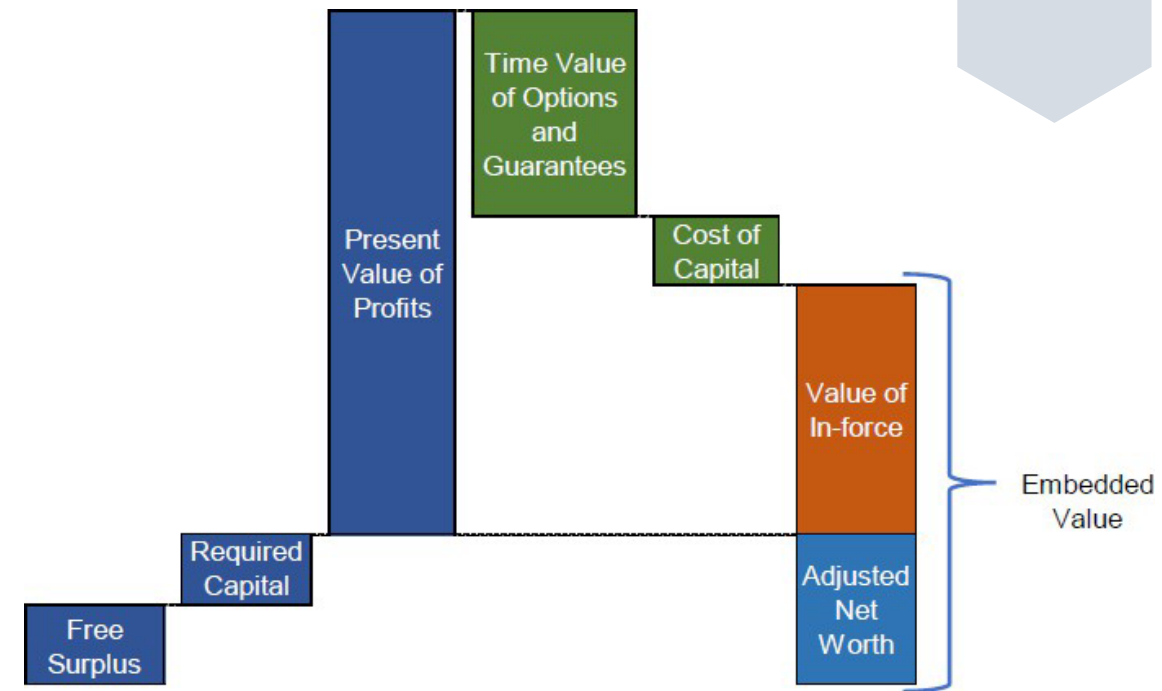 Time Value
of Options
and
Guarantees
Present
Value of
Profits
Cost of
Capital
Value of
In-force
Embedded
Value
Required
Capital
Adjusted
Net
Worth
Free
Surplus